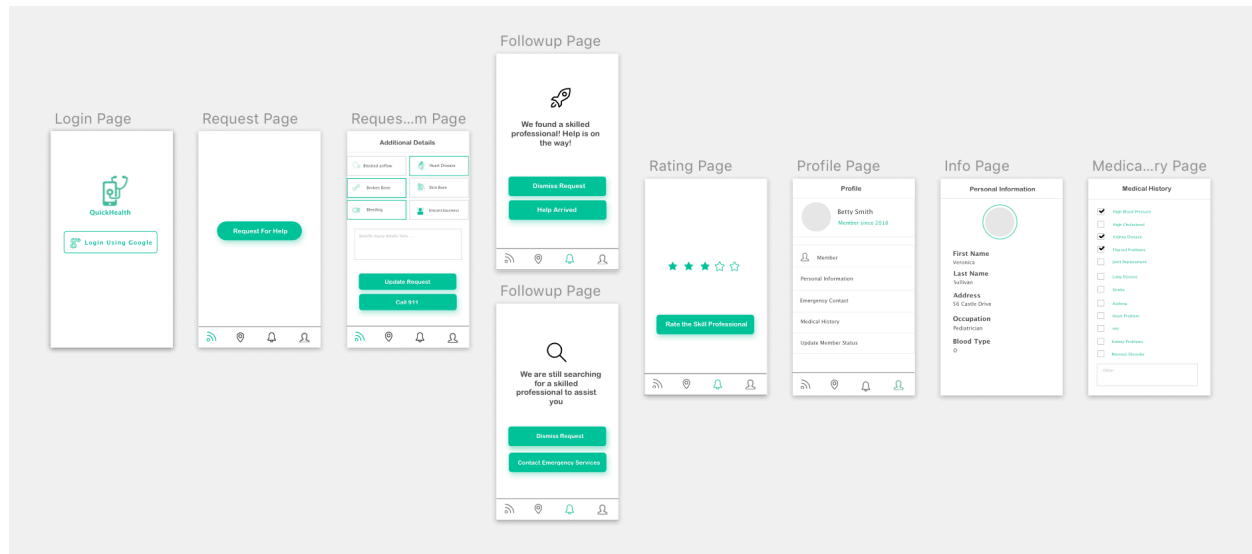 Followup Page
We found a skilled
professional! Help is on
the way!
Dismiss Request
Help Arrived
Login Page
QuickHealth
Login Using Google
Request Page
Request For Help
Reques...m Page
Additional Details
Blocked airflow
Heart Disease
Broken Bone
Skin Burn
Bleeding
Unconsciousness
Update Request
Call 911
Followup Page
We are still searching
for a skilled
professional to assist
you
Dismiss Request
Contact Emergency Services
Rating Page
Rate the Skill Professional
Profile Page
Profile
Betty Smith
Member since 2018
Member
Personal Information
Emergency Contact
Medical History
Update Member Status
Info Page
Personal Information
First Name
Veronica
Last Name
Sullivan
Address
56 Castle Drive
Occupation
Pediatrician
Blood Type
O
Medica...ry Page
Medical History
High Blood Pressure
High Cholesterol
Kidney Disease
Thyroid Problems
Joint Replacement
Lung Disease
Stroke
Asthma
Heart Problem
HIV
Kidney Problems
Nervous Disorder
Other